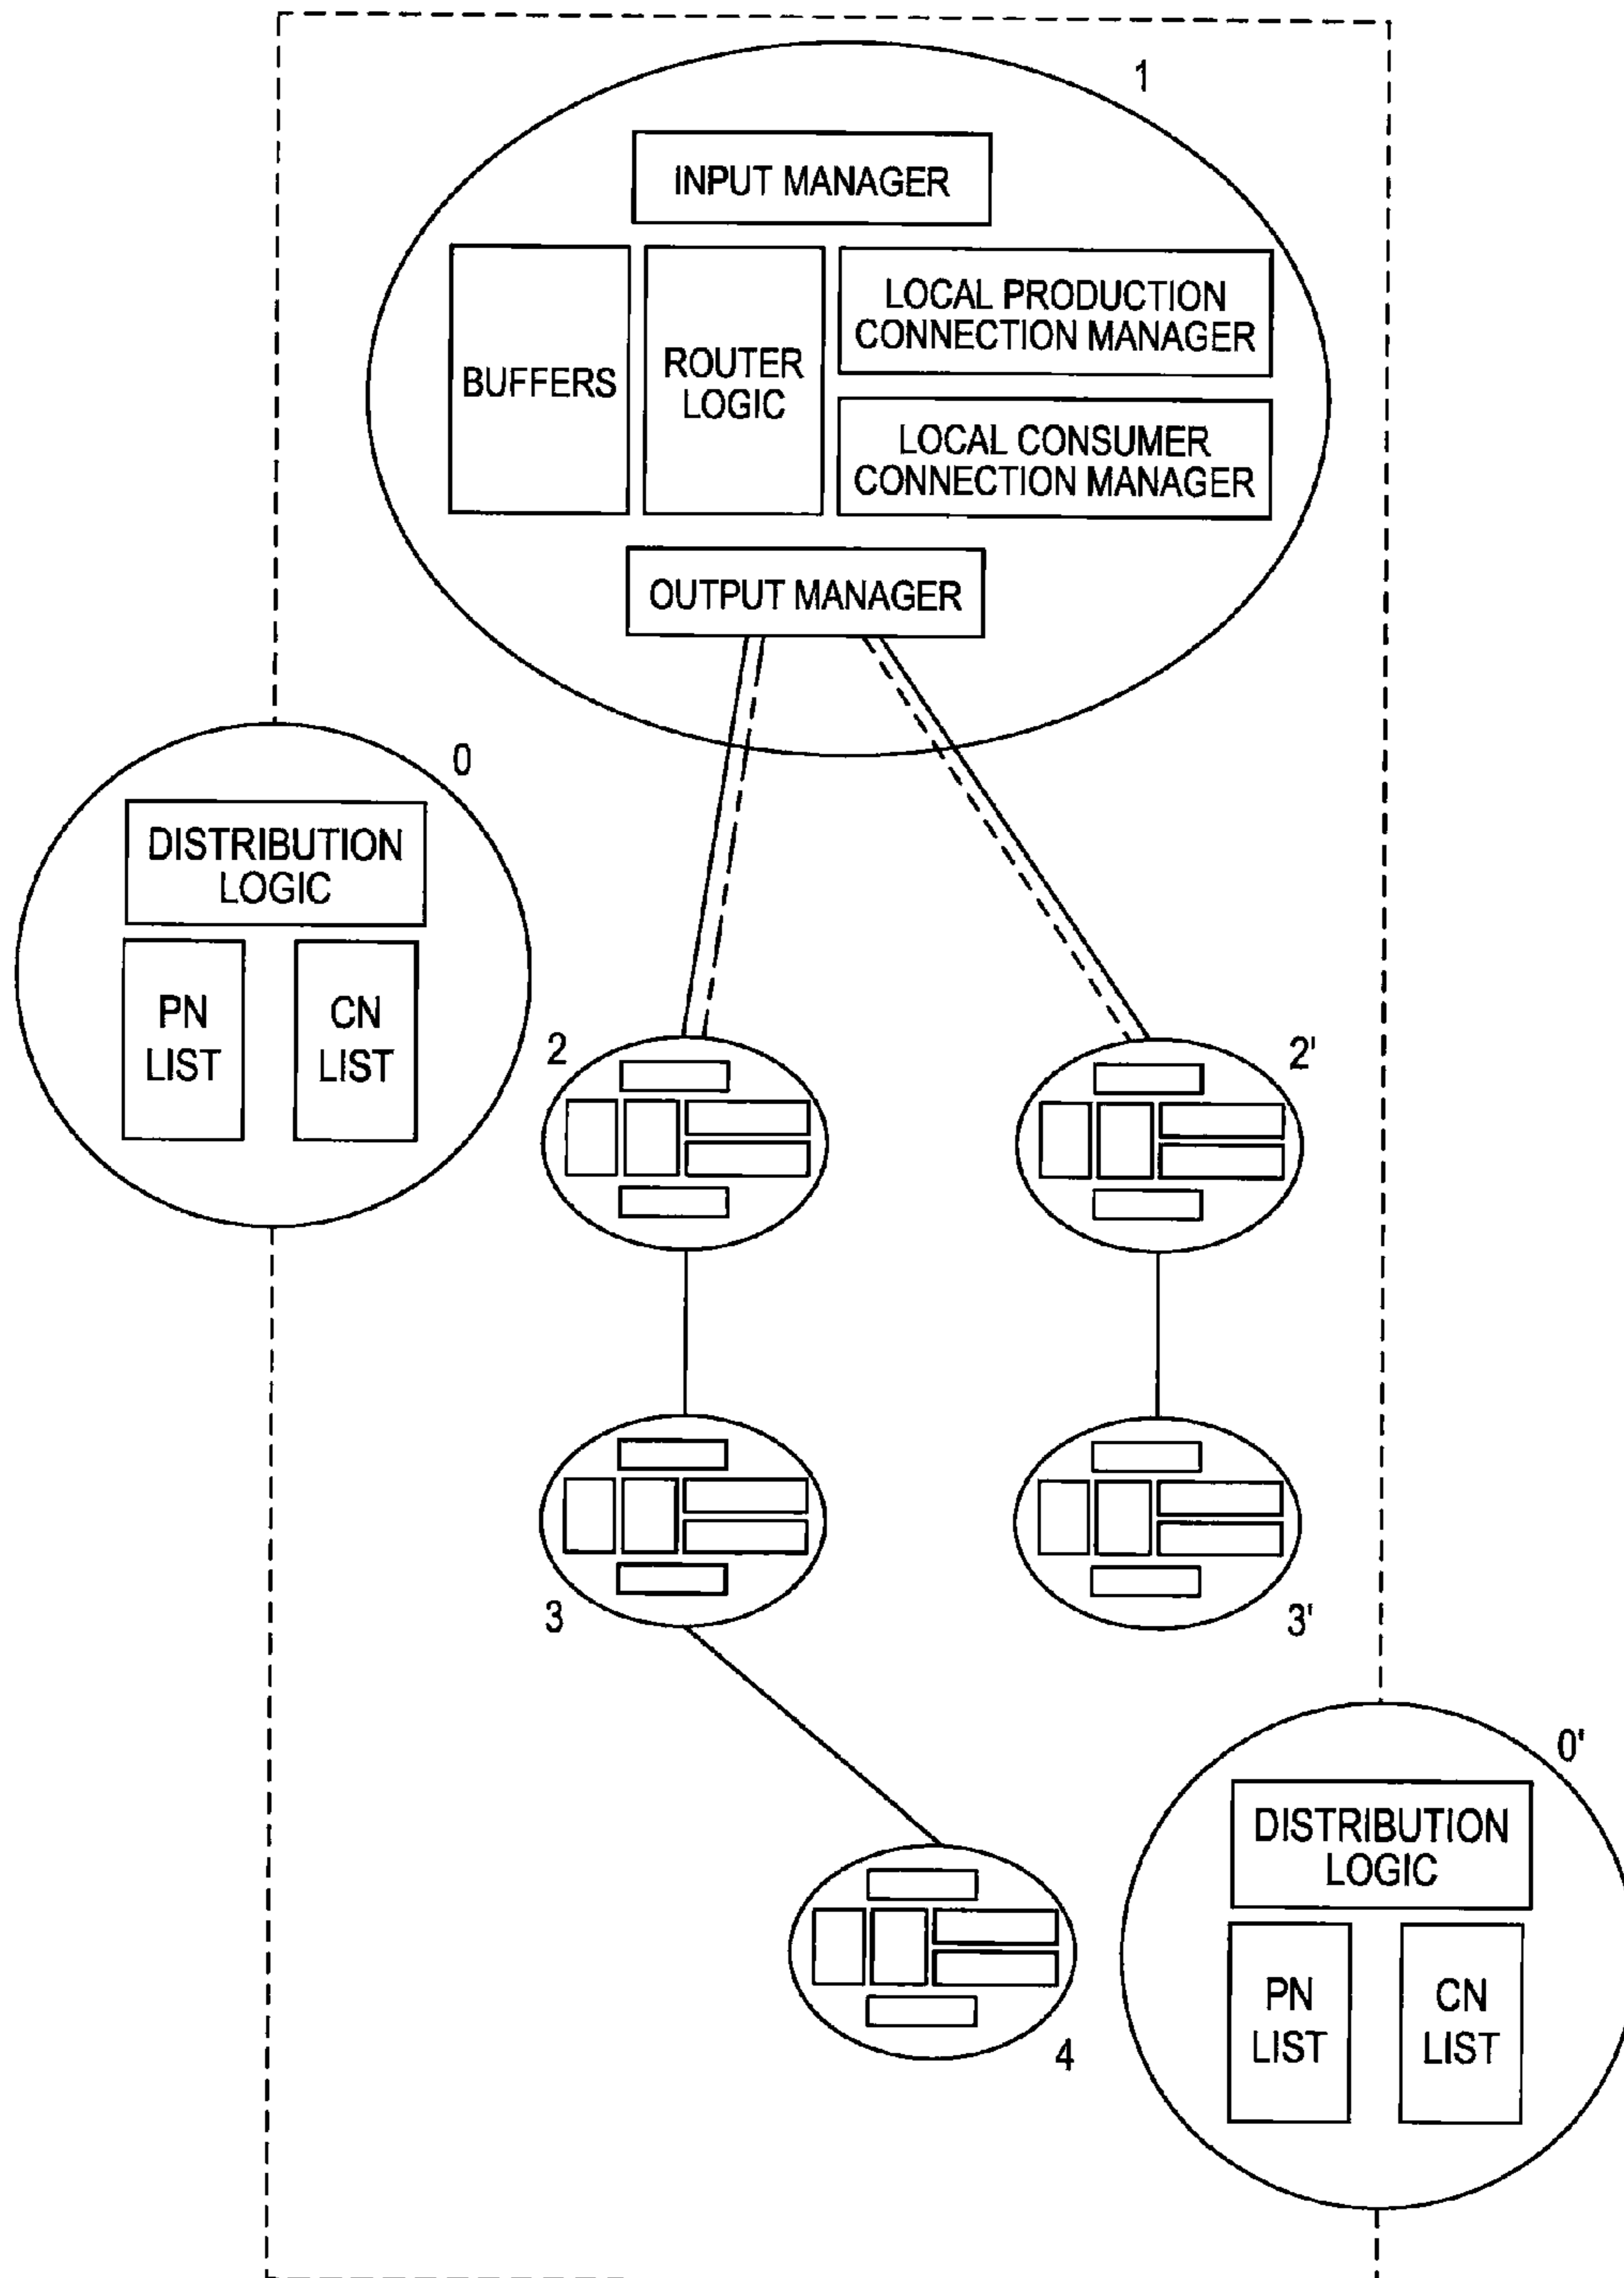 1
INPUT MANAGER
BUFFERS
ROUTER
LOGIC
LOCAL PRODUCTION
CONNECTION MANAGER
LOCAL CONSUMER
CONNECTION MANAGER
OUTPUT MANAGER
0
DISTRIBUTION
LOGIC
PN
LIST
CN
LIST
2
2'
3
3'
4
0'
DISTRIBUTION
LOGIC
PN
LIST
CN
LIST